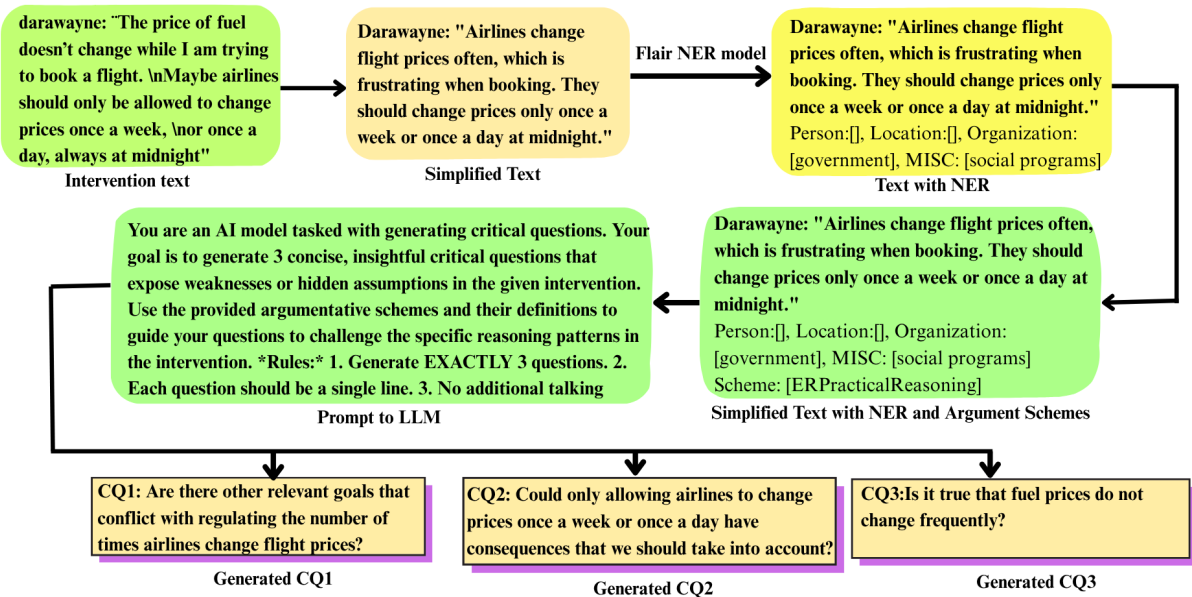 darawayne: "The price of fuel
doesn't change while I am trying
to book a flight. \nMaybe airlines
should only be allowed to change
prices once a week, \nor once a
day, always at midnight"
Intervention text
Darawayne: "Airlines change
flight prices often, which is
frustrating when booking. They
should change prices only once a
week or once a day at midnight."
Simplified Text
Flair NER model
Darawayne: "Airlines change flight
prices often, which is frustrating when
booking. They should change prices only
once a week or once a day at midnight."
Person:[], Location:[], Organization:
[government], MISC: [social programs]
Text with NER
Darawayne: "Airlines change flight prices often,
which is frustrating when booking. They should
change prices only once a week or once a day at
midnight."
Person:[], Location:[], Organization:
[government], MISC: [social programs]
Scheme: [ERPracticalReasoning]
Simplified Text with NER and Argument Schemes
You are an AI model tasked with generating critical questions. Your
goal is to generate 3 concise, insightful critical questions that
expose weaknesses or hidden assumptions in the given intervention.
Use the provided argumentative schemes and their definitions to
guide your questions to challenge the specific reasoning patterns in
the intervention. *Rules:* 1. Generate EXACTLY 3 questions. 2.
Each question should be a single line. 3. No additional talking
Prompt to LLM
CQ1: Are there other relevant goals that
conflict with regulating the number of
times airlines change flight prices?
Generated CQ1
CQ2: Could only allowing airlines to change
prices once a week or once a day have
consequences that we should take into account?
Generated CQ2
CQ3:Is it true that fuel prices do not
change frequently?
Generated CQ3